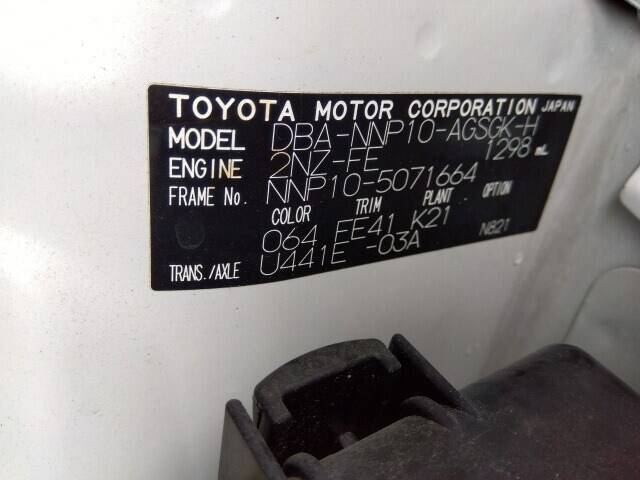 TOYOTA MOTOR CORPORATION JAPAN
MODEL DBA-NNP10-AGSGK-H
ENGINE 2NZ-FE 1298 mL
FRAME No. NNP10-5071664
COLOR TRIM PLANT OPTION
064 FE41 K21
TRANS./AXLE U441E -03A N821